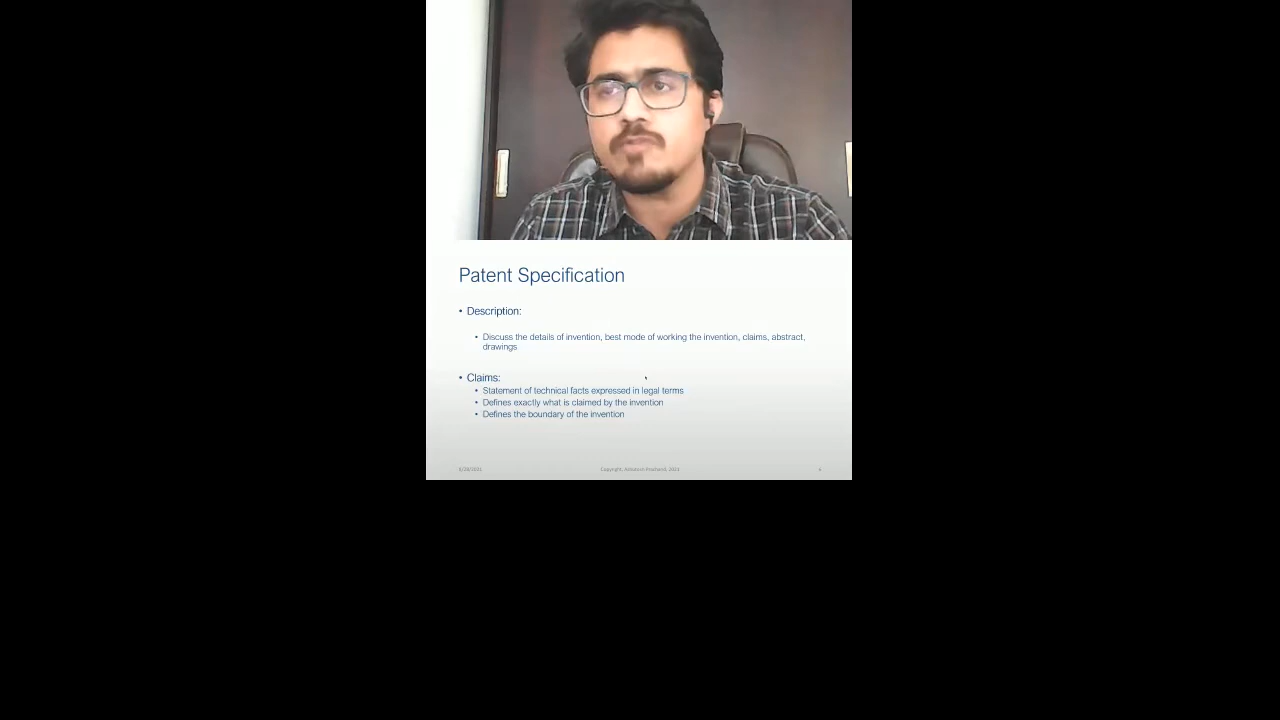 Patent Specification
• Description:
• Discuss the details of invention, best mode of working the invention, claims, abstract,
drawings
• Claims:
• Statement of technical facts expressed in legal terms
• Defines exactly what is claimed by the invention
• Defines the boundary of the invention
Copyright,